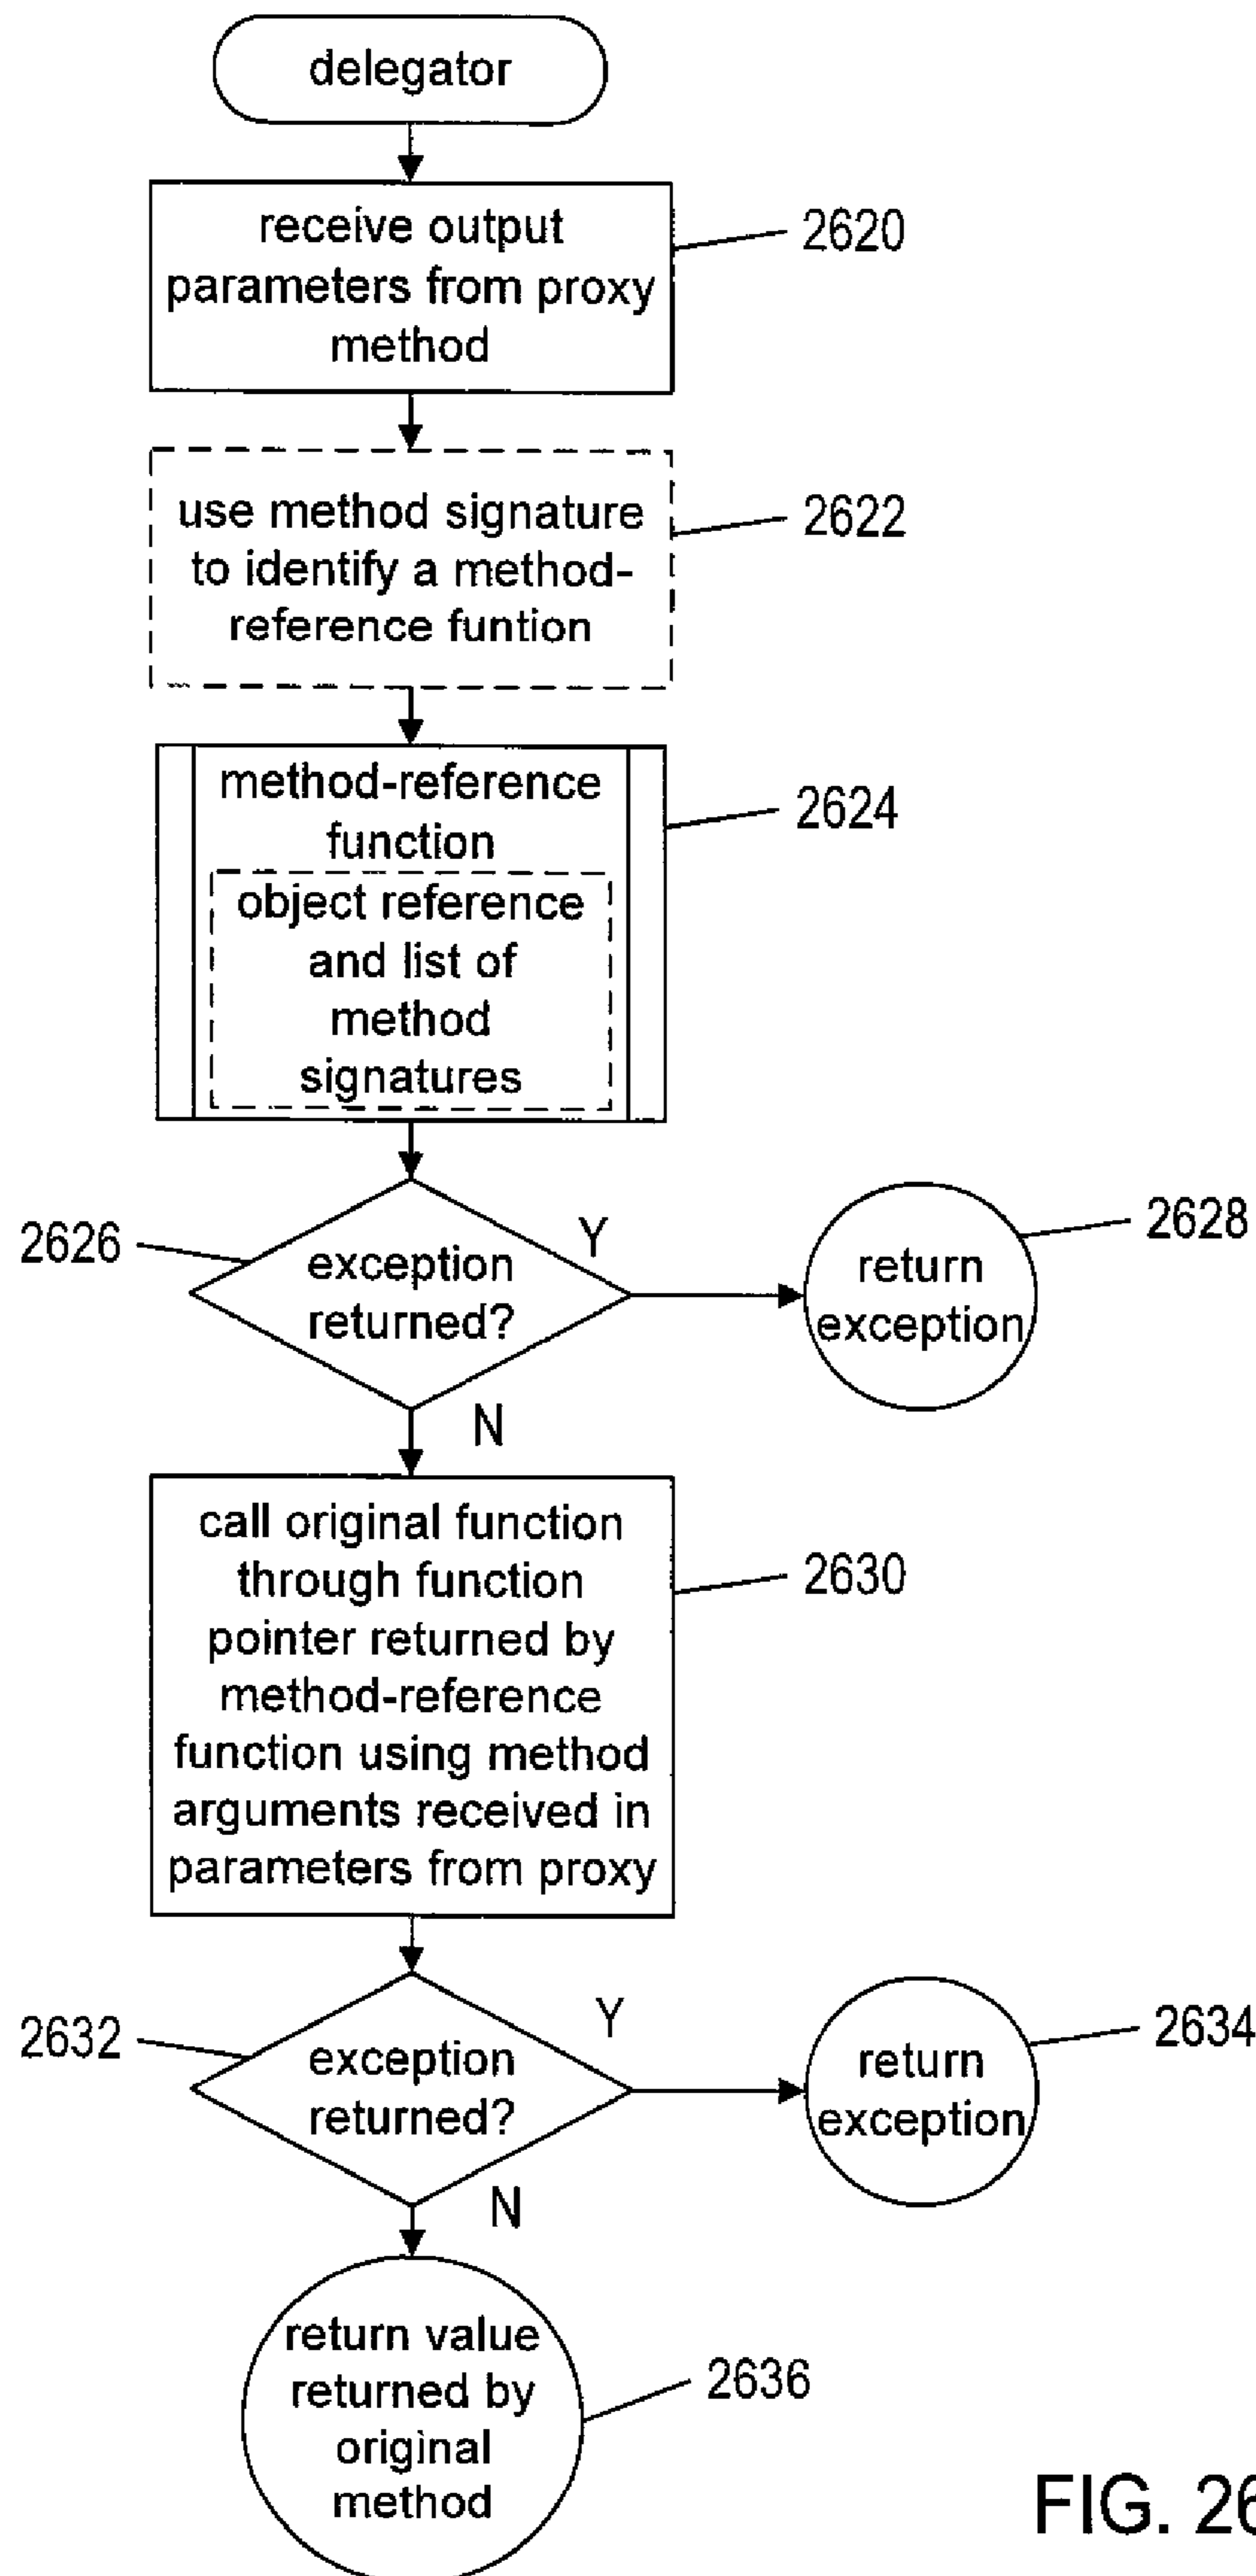 delegator
receive output
parameters from proxy
method
2620
use method signature
to identify a method-
reference funtion
2622
method-reference
function
object reference
and list of
method
signatures
2624
2626
exception
returned?
Y
return
exception
2628
N
call original function
through function
pointer returned by
method-reference
function using method
arguments received in
parameters from proxy
2630
2632
exception
returned?
Y
return
exception
2634
N
return value
returned by
original
method
2636
FIG. 26